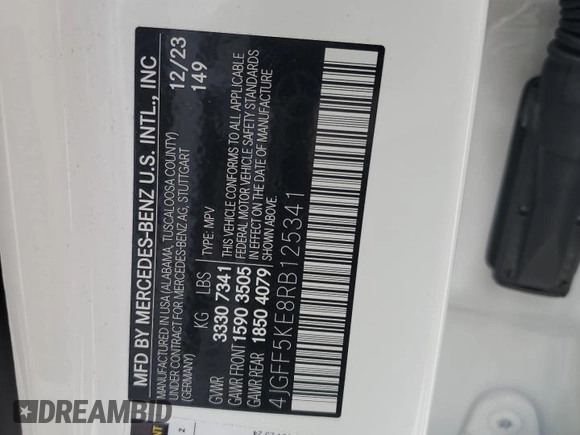 MFD BY MERCEDES-BENZ U.S. INTL., INC
MANUFACTURED IN USA (ALABAMA, TUSCALOOSA COUNTY)
UNDER CONTRACT FOR MERCEDES-BENZ AG, STUTTGART
(GERMANY)
12/23
149
KG LBS TYPE: MPV
GVWR 3330 7341
GAWR FRONT 1590 3505
GAWR REAR 1850 4079
THIS VEHICLE CONFORMS TO ALL APPLICABLE
FEDERAL MOTOR VEHICLE SAFETY STANDARDS
IN EFFECT ON THE DATE OF MANUFACTURE
4JGFF5KE8RB125341
2
DREAMBID